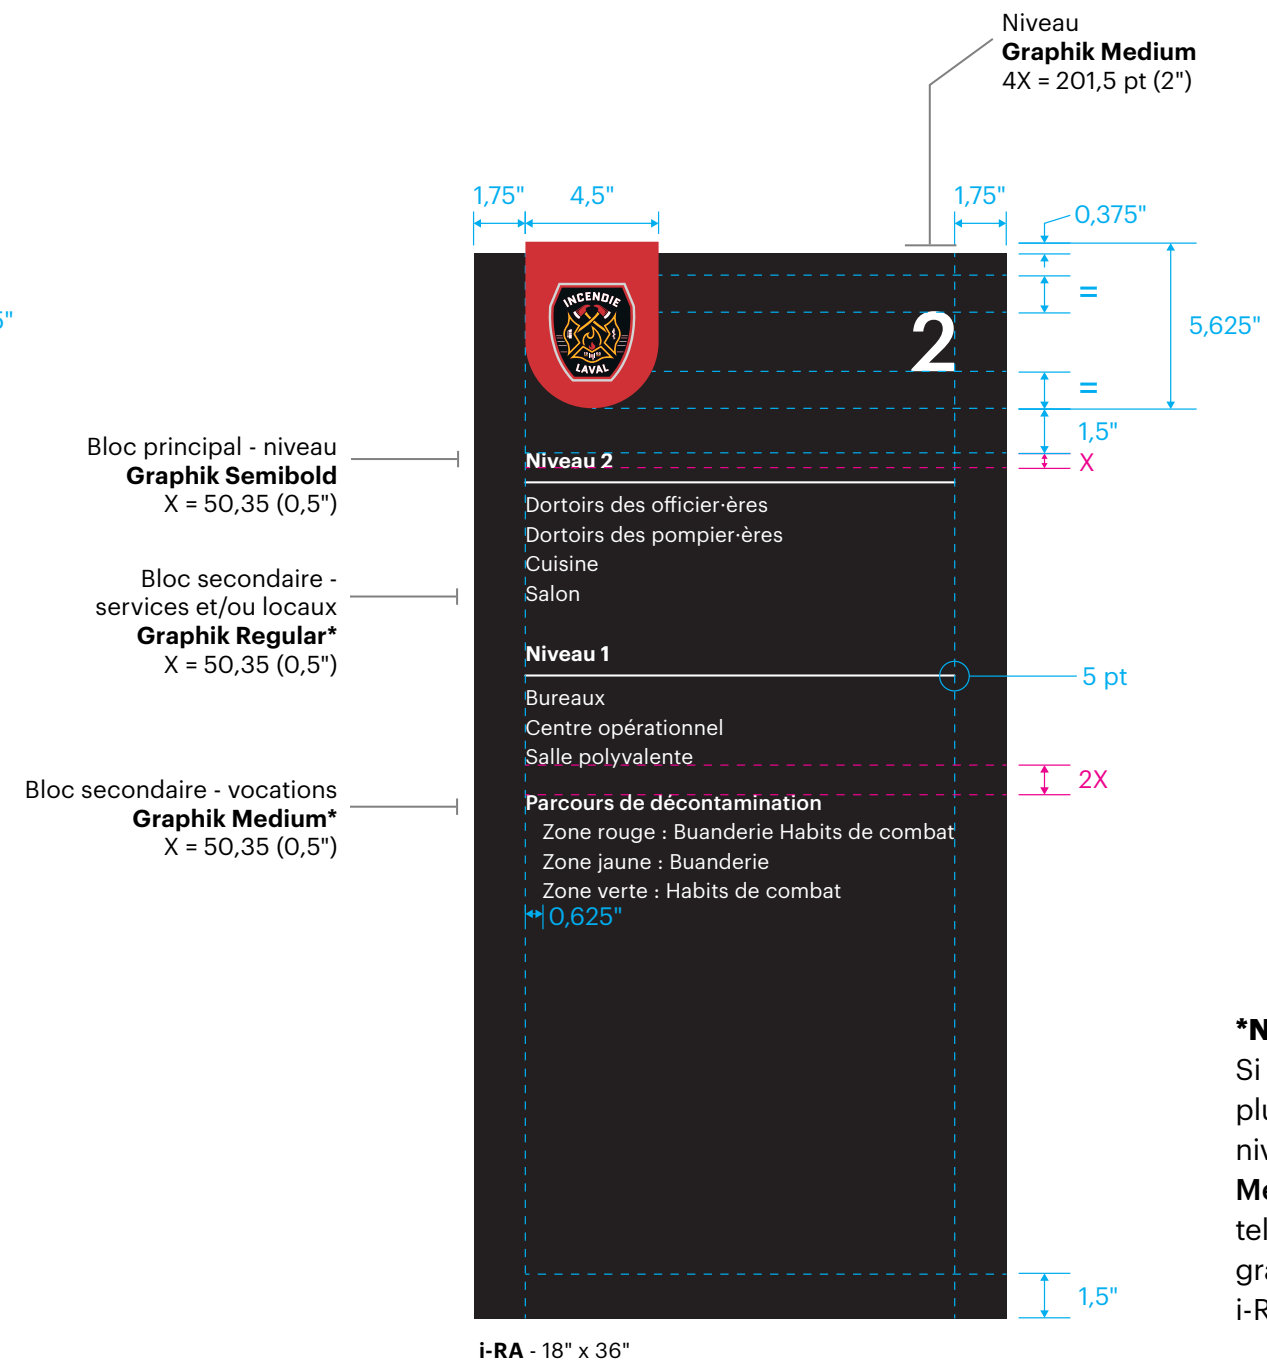 Niveau
Graphik Medium
4X = 201,5 pt (2")
1,75"
4,5"
1,75"
0,375"
=
5,625"
=
1,5"
X
INCENDIE
LAVAL
2
Bloc principal - niveau
Graphik Semibold
X = 50,35 (0,5")
Niveau 2
Dortoirs des officier·ères
Dortoirs des pompier·ères
Cuisine
Salon
Bloc secondaire -
services et/ou locaux
Graphik Regular*
X = 50,35 (0,5")
Niveau 1
5 pt
Bureaux
Centre opérationnel
Salle polyvalente
2X
Bloc secondaire - vocations
Graphik Medium*
X = 50,35 (0,5")
Parcours de décontamination
Zone rouge : Buanderie Habits de combat
Zone jaune : Buanderie
Zone verte : Habits de combat
0,625"
Si
1,5"
i-RA - 18" x 36"